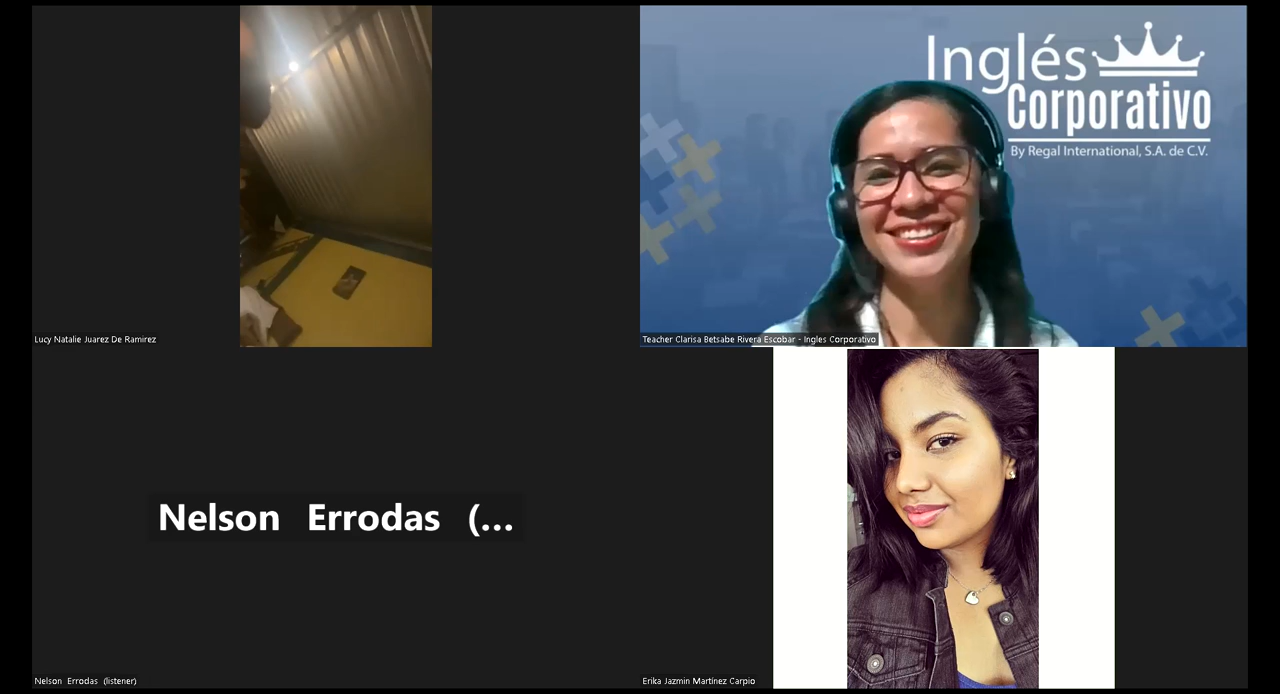 Inglés
Corporativo
By Regal International, S.A. de C.V.
Lucy Natalie Juarez De Ramirez
Teacher Clarisa Betsabe Rivera Escobar - Ingles Corporativo
Nelson Errodas (...
Nelson Errodas (listener)
Erika Jazmin Martínez Carpio